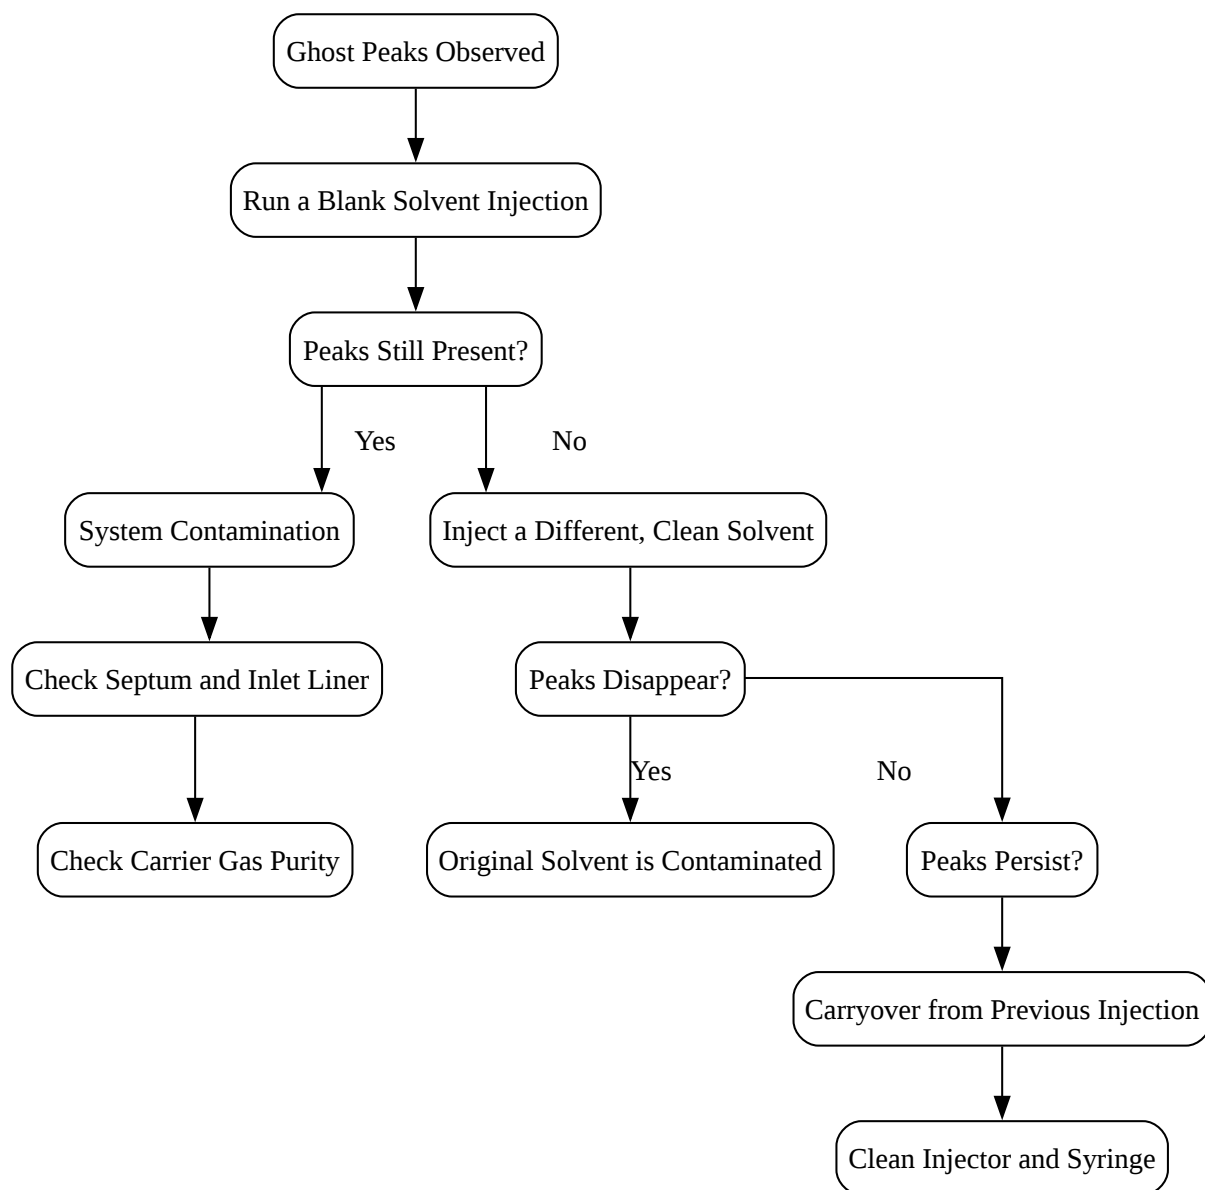 Ghost Peaks Observed
Run a Blank Solvent Injection
Peaks Still Present?
Yes
No
System Contamination
Inject a Different, Clean Solvent
Check Septum and Inlet Liner
Peaks Disappear?
Yes
No
Check Carrier Gas Purity
Original Solvent is Contaminated
Peaks Persist?
Carryover from Previous Injection
Clean Injector and Syringe